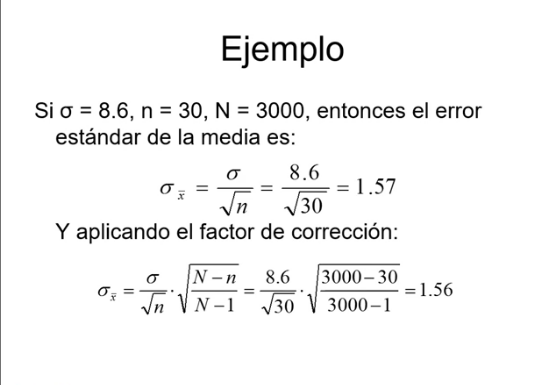 Ejemplo
Si σ = 8.6, n = 30, N = 3000, entonces el error
estándar de la media es:
σ_x̄ = σ/√n = 8.6/√30 = 1.57
Y aplicando el factor de corrección:
σ_x̄ = σ/√n · √((N−n)/(N−1)) = 8.6/√30 · √((3000−30)/(3000−1)) = 1.56